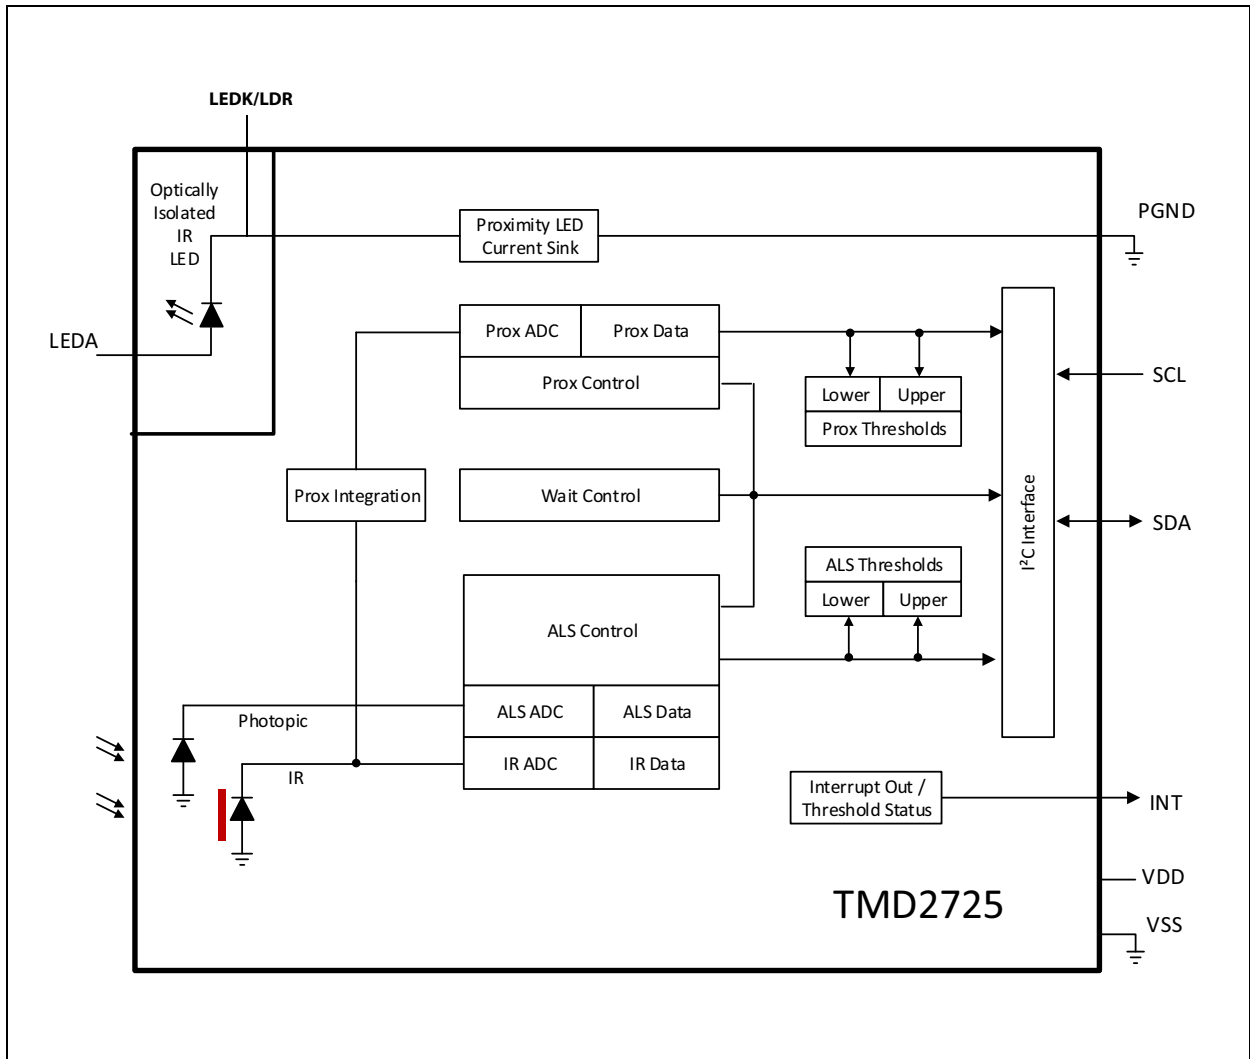 LEDK/LDR
Optically
Isolated
IR
LED
Proximity LED
Current Sink
PGND
LEDA
Prox ADC
Prox Data
Prox Control
Lower
Upper
Prox Thresholds
SCL
Prox Integration
Wait Control
I²C Interface
SDA
ALS Thresholds
Lower
Upper
ALS Control
Photopic
ALS ADC
ALS Data
IR
IR ADC
IR Data
Interrupt Out /
Threshold Status
INT
VDD
TMD2725
VSS